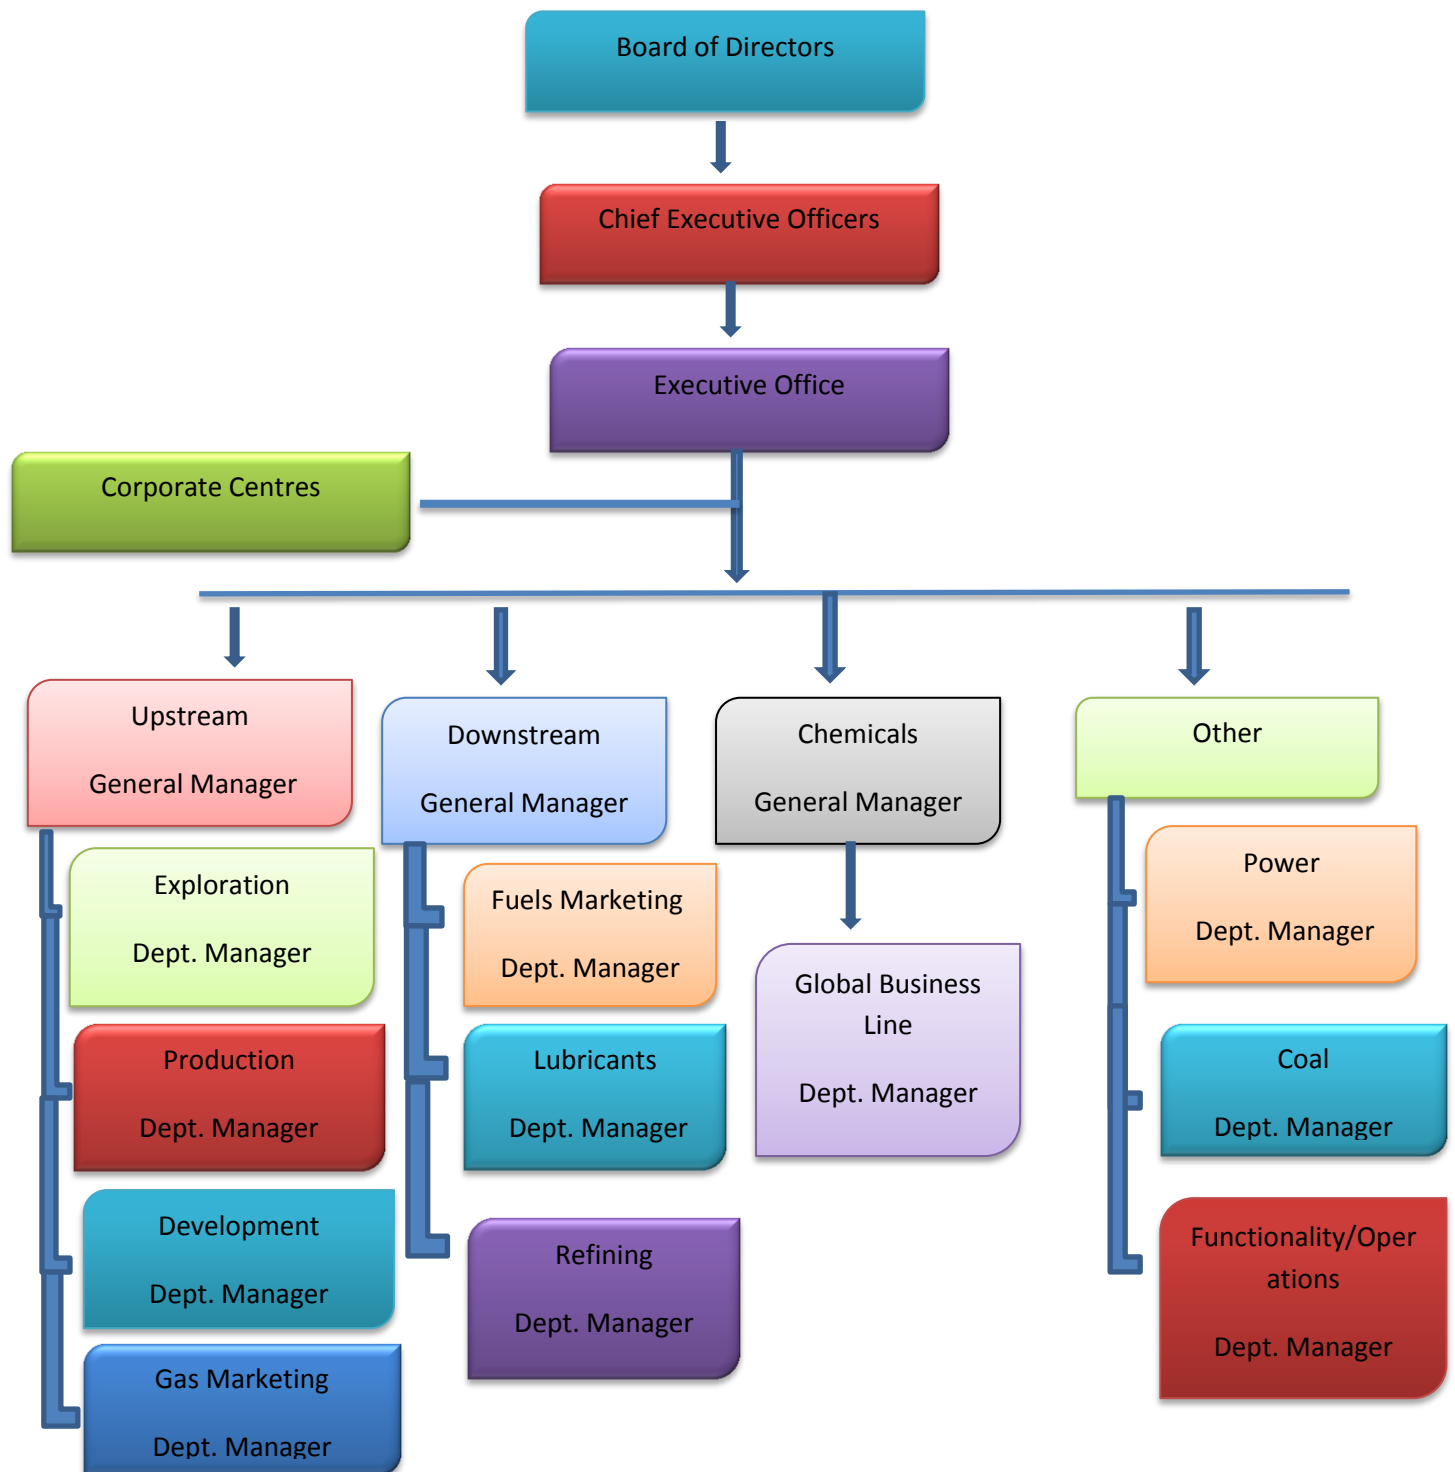 Board of Directors
Chief Executive Officers
Executive Office
Corporate Centres
Upstream
General Manager
Downstream
General Manager
Chemicals
General Manager
Other
Exploration
Dept. Manager
Production
Dept. Manager
Development
Dept. Manager
Gas Marketing
Dept. Manager
Fuels Marketing
Dept. Manager
Lubricants
Dept. Manager
Refining
Dept. Manager
Global Business
Line
Dept. Manager
Power
Dept. Manager
Coal
Dept. Manager
Functionality/Oper
ations
Dept. Manager